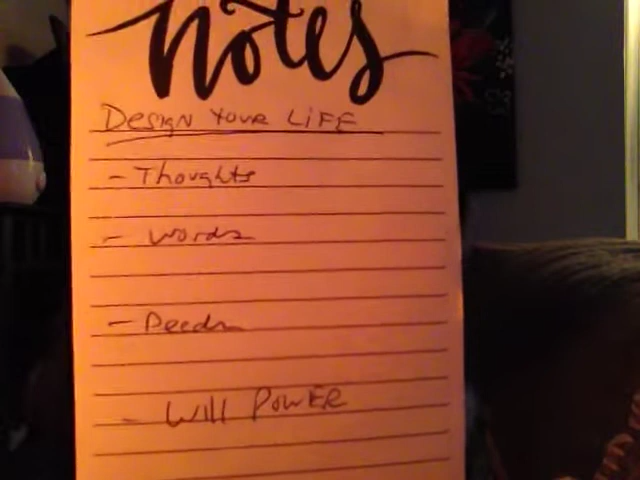 notes
DESIGN YOUR LIFE
- Thoughts
- words
- Deeds
- WILL POWER